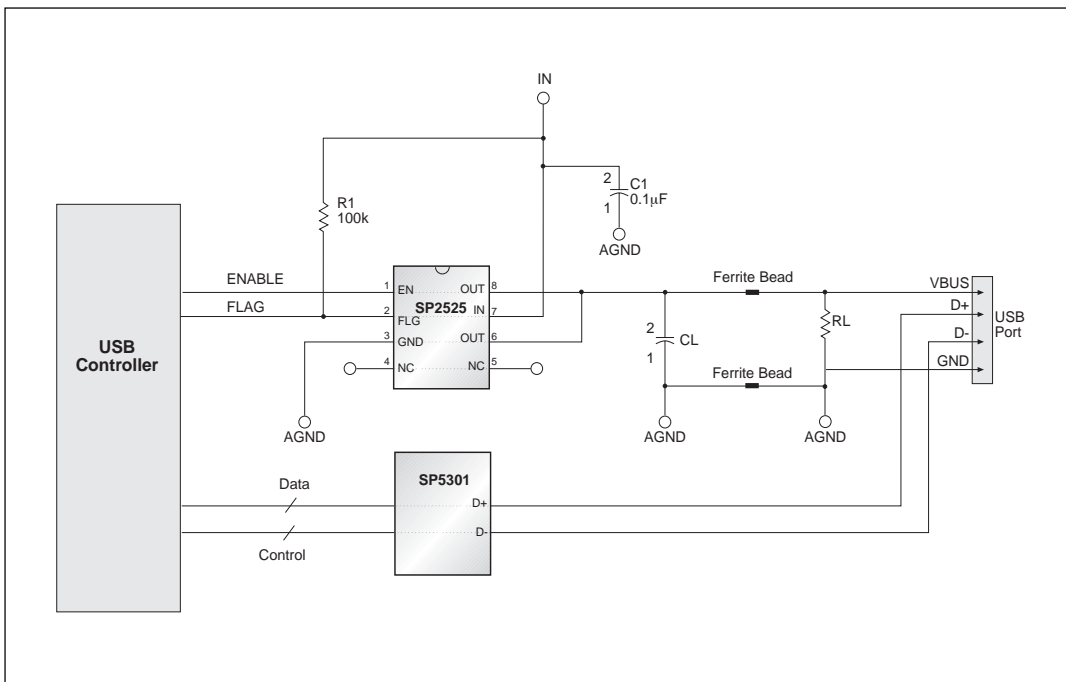 IN
2
C1
0.1μF
1
AGND
R1
100k
ENABLE
FLAG
USB
Controller
1
EN
OUT
8
SP2525
2
FLG
IN
7
3
GND
OUT
6
4
NC
NC
5
AGND
Ferrite Bead
2
CL
1
RL
Ferrite Bead
AGND
AGND
VBUS
D+
D-
GND
USB
Port
Data
Control
SP5301
D+
D-